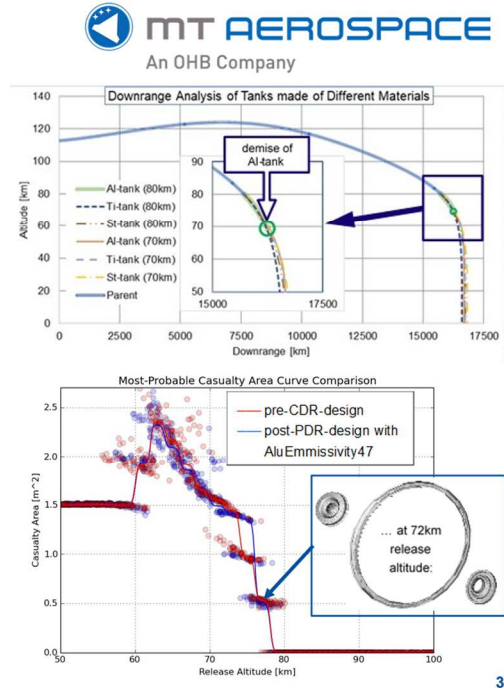 MT AEROSPACE
An OHB Company
Downrange Analysis of Tanks made of Different Materials
140
120
100
80
60
40
20
0
Altitude [km]
Al-tank (80km)
Ti-tank (80km)
St-tank (80km)
Al-tank (70km)
Ti-tank (70km)
St-tank (70km)
Parent
demise of
Al-tank
90
80
70
60
50
15000 17500
0 2500 5000 7500 10000 12500 15000 17500
Downrange [km]
Most-Probable Casualty Area Curve Comparison
2.5
2.0
1.5
1.0
0.5
0.0
Casualty Area [m^2]
pre-CDR-design
post-PDR-design with
AluEmmissivity47
... at 72km
release
altitude:
50 60 70 80 90 100
Release Altitude [km]
3